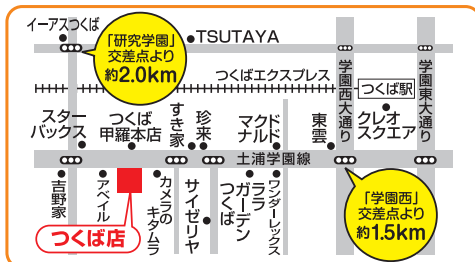 イーアスつくば
「研究学園」
交差点より
約2.0km
TSUTAYA
つくばエクスプレス
つくば駅
学園西大通り
学園東大通り
クレオ
スクエア
スター
バックス
つくば
甲羅本店
すき家
珍来
マクド
ナルド
東雲
土浦学園線
吉野家
アベイル
つくば店
カメラの
キタムラ
サイゼリヤ
ララ
ガーデン
つくば
ワンダーレックス
「学園西」
交差点より
約1.5km